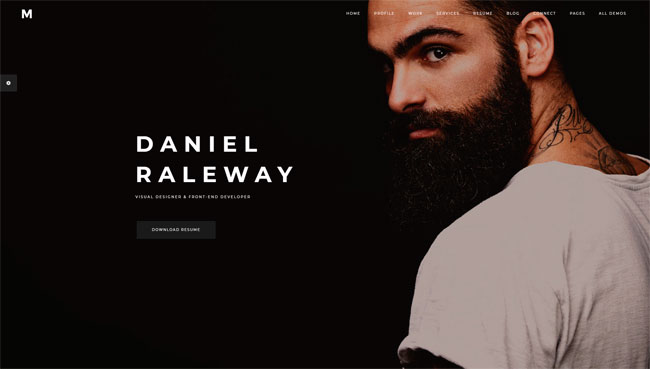 M
HOME PROFILE WORK SERVICES RESUME BLOG CONNECT PAGES ALL DEMOS
DANIEL
RALEWAY
VISUAL DESIGNER & FRONT-END DEVELOPER
DOWNLOAD RESUME